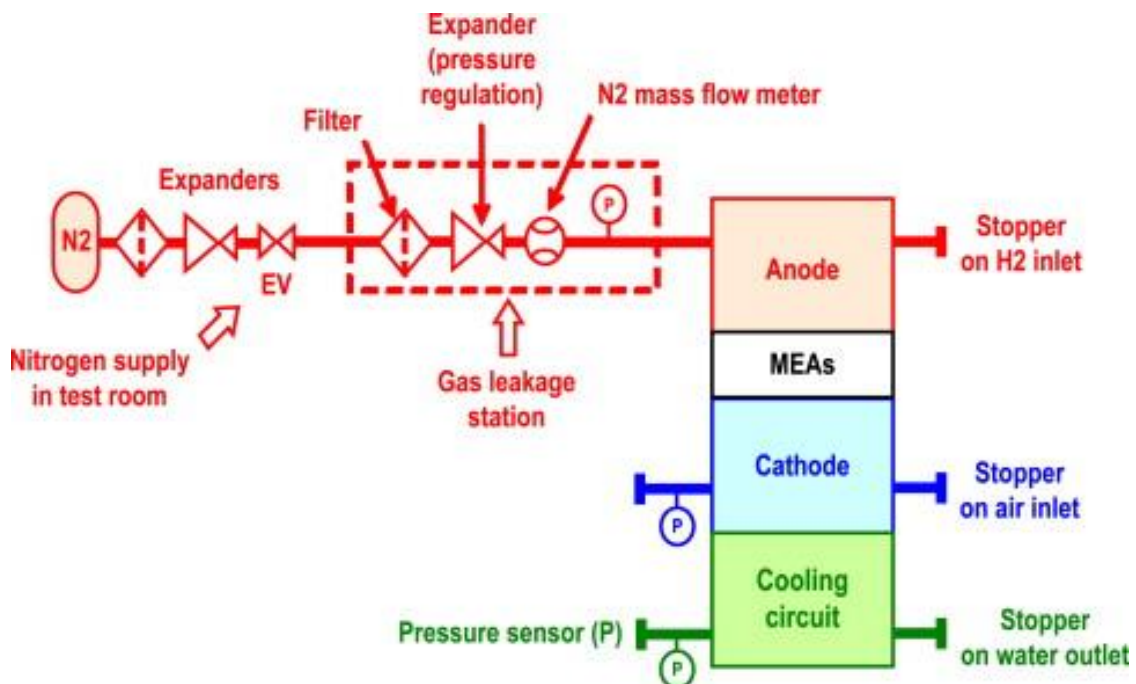 Expander
(pressure
regulation)
N2 mass flow meter
Filter
Expanders
P
N2
EV
Anode
Stopper
on H2 inlet
Nitrogen supply
in test room
Gas leakage
station
MEAs
Cathode
Stopper
on air inlet
P
Cooling
circuit
Pressure sensor (P)
P
Stopper
on water outlet